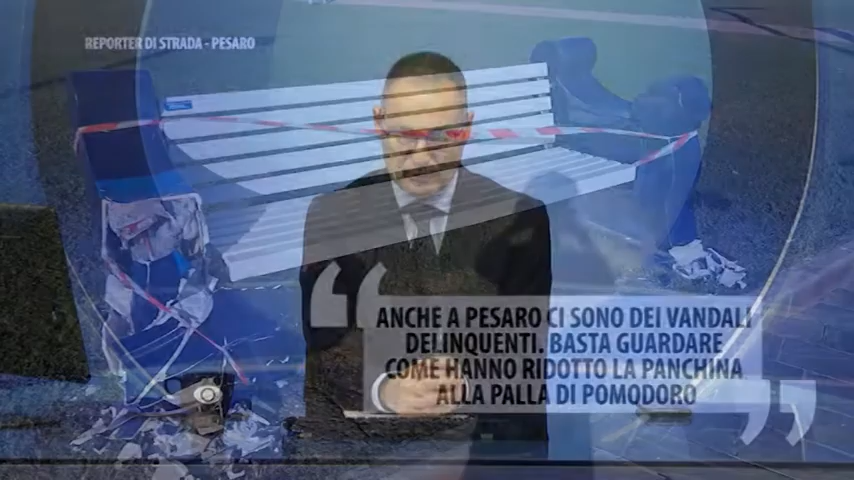 REPORTER DI STRADA - PESARO
ANCHE A PESARO CI SONO DEI VANDALI
DELINQUENTI. BASTA GUARDARE
COME HANNO RIDOTTO LA PANCHINA
ALLA PALLA DI POMODORO